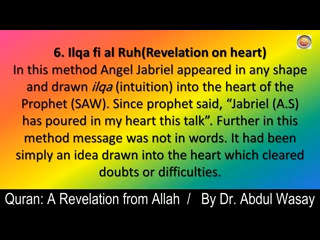 6. Ilqa fi al Ruh(Revelation on heart)
In this method Angel Jabriel appeared in any shape
and drawn ilqa (intuition) into the heart of the
Prophet (SAW). Since prophet said, “Jabriel (A.S)
has poured in my heart this talk”. Further in this
method message was not in words. It had been
simply an idea drawn into the heart which cleared
doubts or difficulties.
Quran: A Revelation from Allah / By Dr. Abdul Wasay